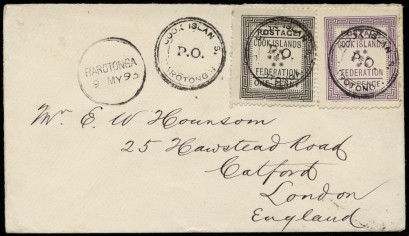 COOK ISLANDS.
P.O.
RAROTONGA
RAROTONGA
9 MY 95
POSTAGE
COOK ISLANDS
P.O.
FEDERATION
ONE PENNY
COOK ISLANDS
P.O
FEDERATION
Mr. E. W Hounsom
25 Hawstead Road
Catford
London
England